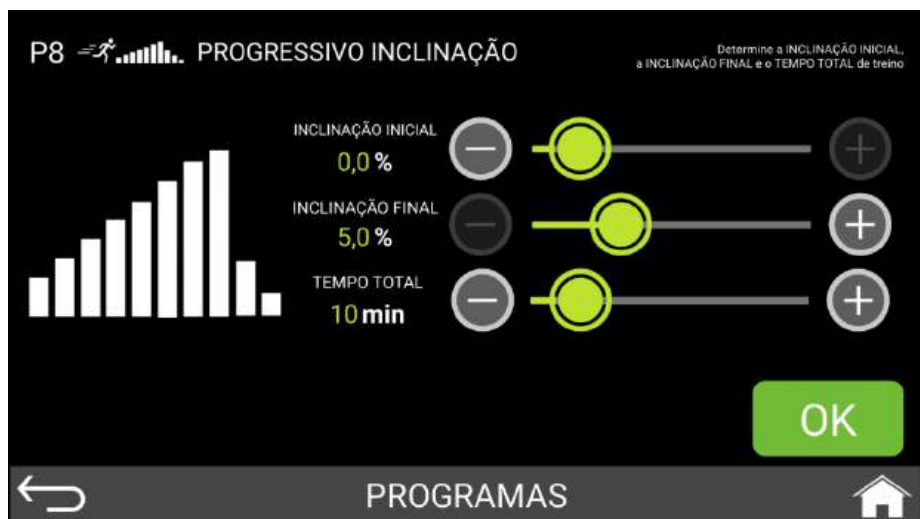 P8 PROGRESSIVO INCLINAÇÃO
Determine a INCLINAÇÃO INICIAL,
a INCLINAÇÃO FINAL e o TEMPO TOTAL de treino
INCLINAÇÃO INICIAL
0,0 %
INCLINAÇÃO FINAL
5,0 %
TEMPO TOTAL
10 min
OK
PROGRAMAS